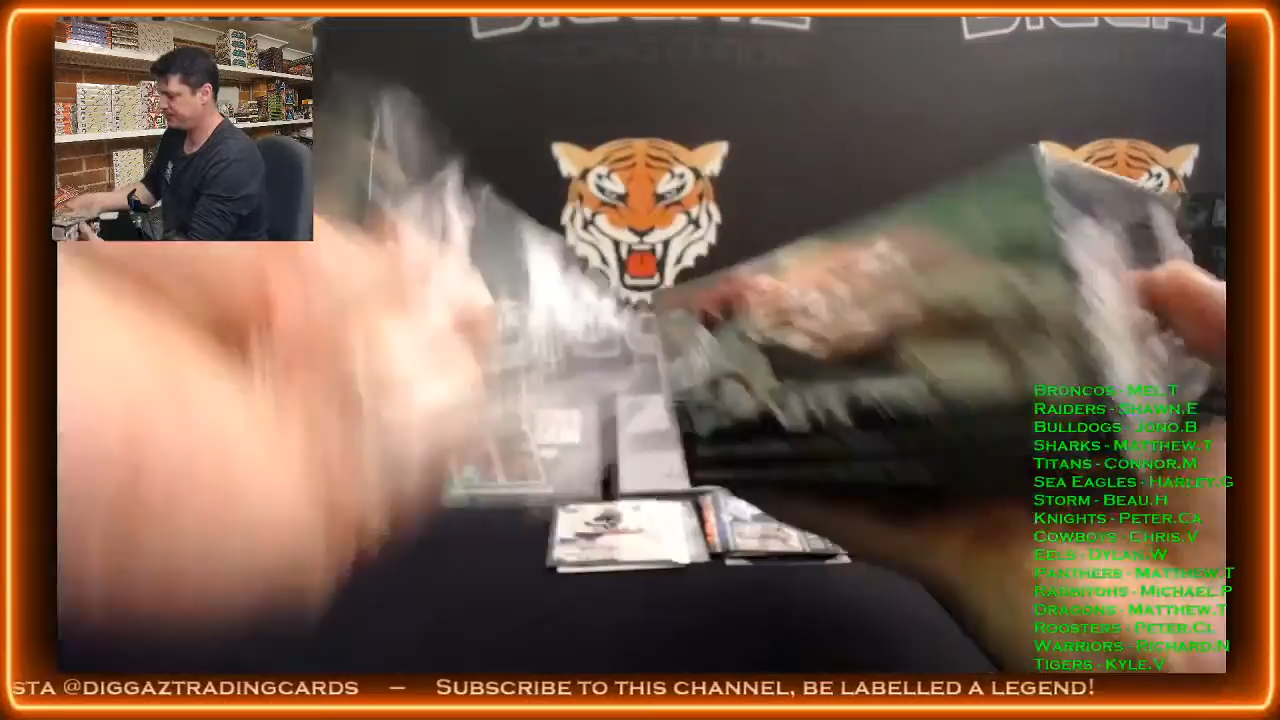 DIGGAZ
DIGGAZ
Broncos - Mel.T
Raiders - Shawn.E
Bulldogs - Jono.B
Sharks - Matthew.T
Titans - Connor.M
Sea Eagles - Harley.G
Storm - Beau.H
Knights - Peter.Ca
Cowboys - Chris.V
Eels - Dylan.W
Panthers - Matthew.T
Rabbitohs - Michael.P
Dragons - Matthew.T
Roosters - Peter.Cl
Warriors - Richard.N
Tigers - Kyle.V
sta @diggaztradingcards – Subscribe to this channel, be labelled a legend!